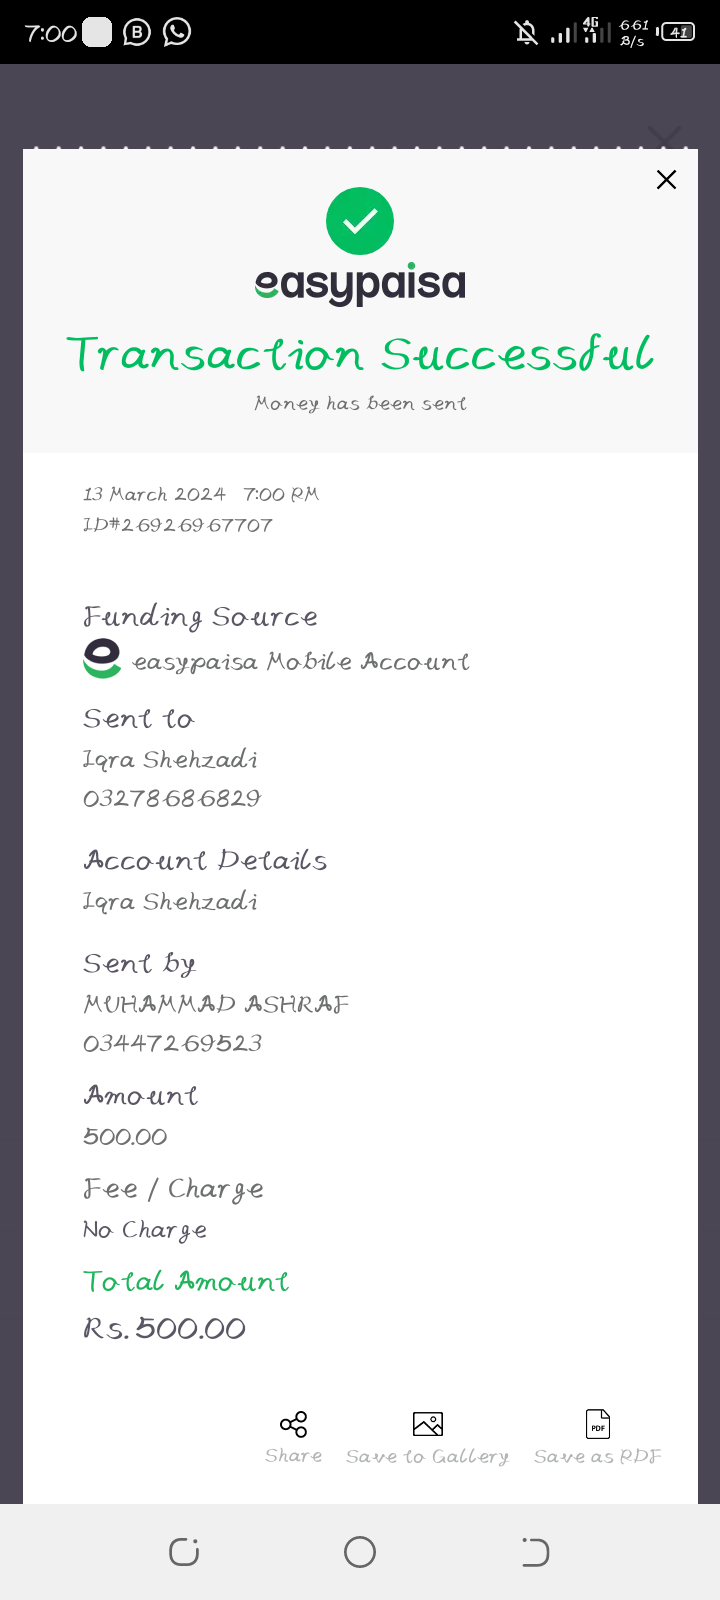 7:00 4G 661 B/s 41
easypaisa
Transaction Successful
Money has been sent
13 March 2024 7:00 PM
ID#26926967707
Funding Source
easypaisa Mobile Account
Sent to
Iqra Shehzadi
03278686829
Account Details
Iqra Shehzadi
Sent by
MUHAMMAD ASHRAF
03447269523
Amount
500.00
Fee / Charge
No Charge
Total Amount
Rs. 500.00
PDF
Share Save to Gallery Save as PDF